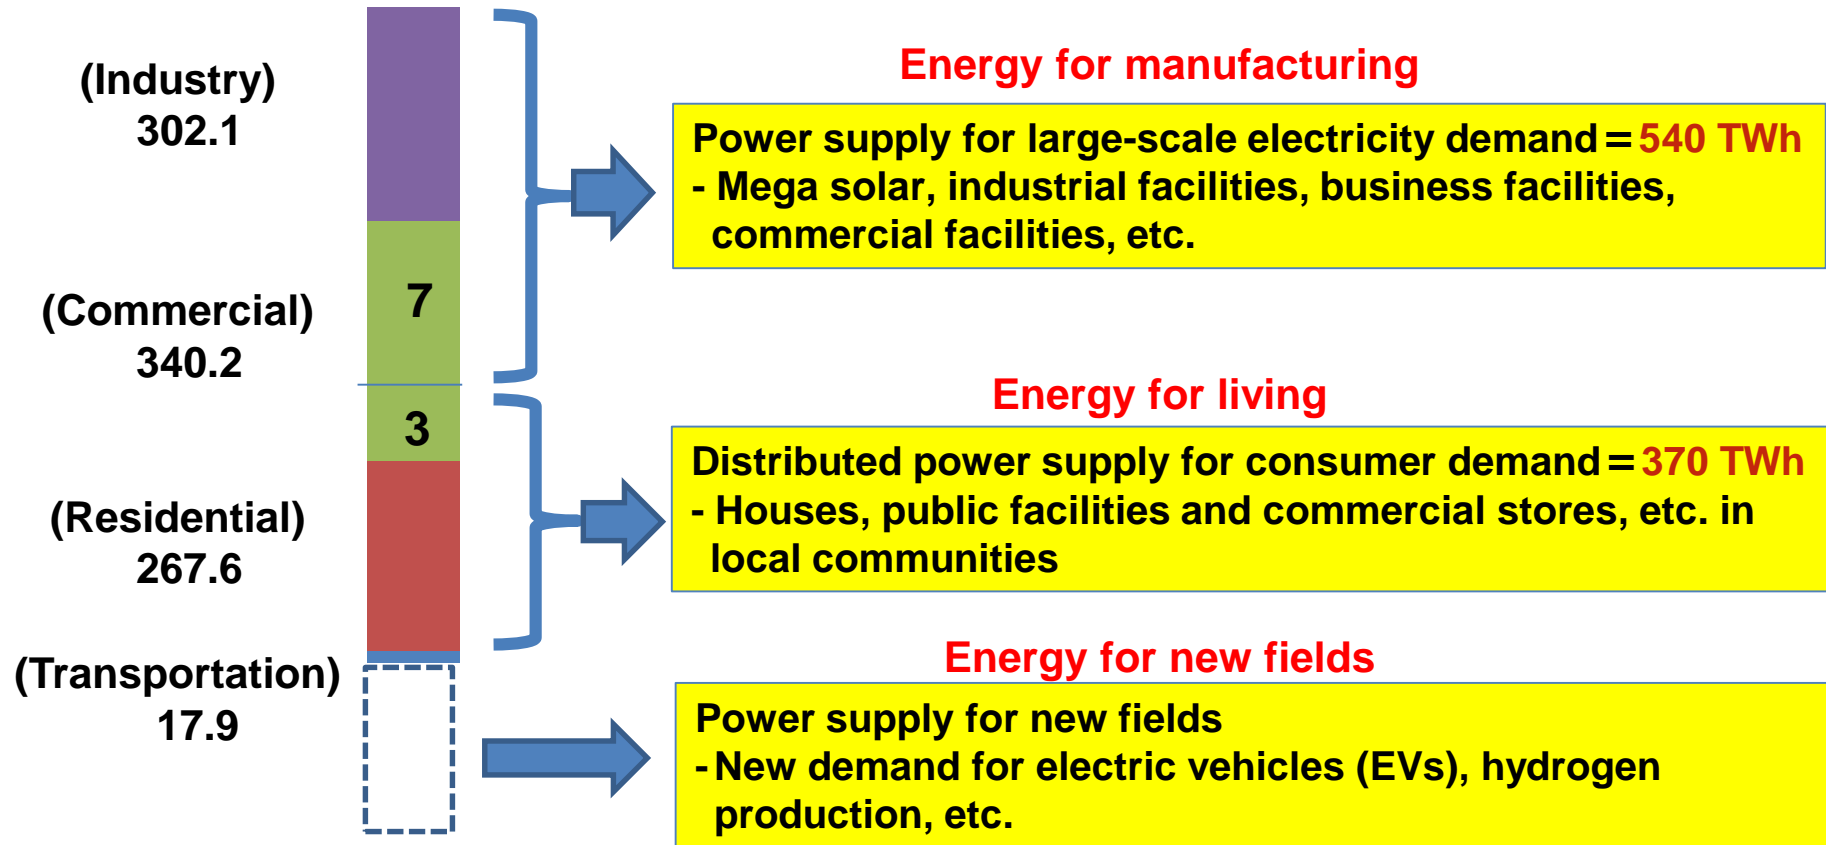 (Industry)
302.1
(Commercial)
340.2
(Residential)
267.6
(Transportation)
17.9
7
3
Energy for manufacturing
Power supply for large-scale electricity demand = 540 TWh
- Mega solar, industrial facilities, business facilities,
commercial facilities, etc.
Energy for living
Distributed power supply for consumer demand = 370 TWh
- Houses, public facilities and commercial stores, etc. in
local communities
Energy for new fields
Power supply for new fields
- New demand for electric vehicles (EVs), hydrogen
production, etc.